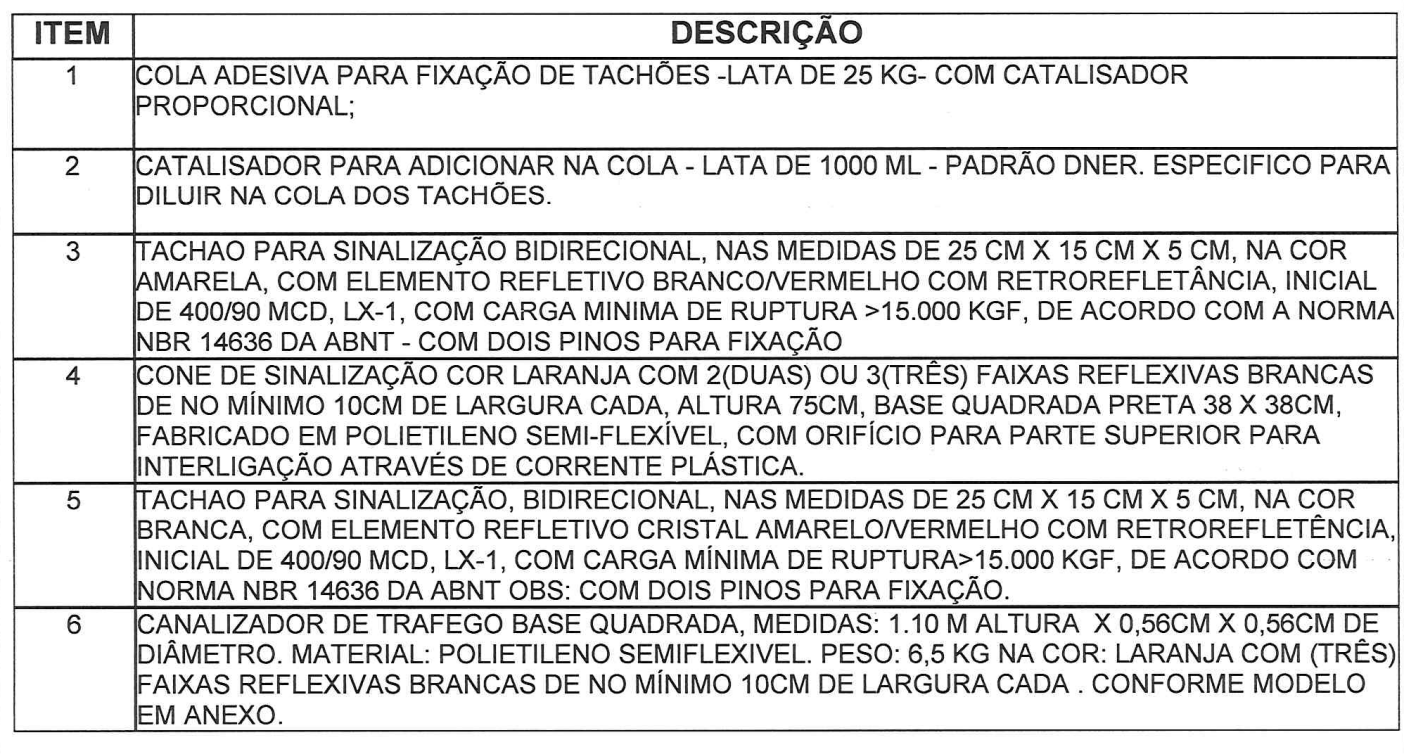 ITEM DESCRIÇÃO
1 COLA ADESIVA PARA FIXAÇÃO DE TACHÕES -LATA DE 25 KG- COM CATALISADOR
PROPORCIONAL;
2 CATALISADOR PARA ADICIONAR NA COLA - LATA DE 1000 ML - PADRÃO DNER. ESPECIFICO PARA
DILUIR NA COLA DOS TACHÕES.
3 TACHAO PARA SINALIZAÇÃO BIDIRECIONAL, NAS MEDIDAS DE 25 CM X 15 CM X 5 CM, NA COR
AMARELA, COM ELEMENTO REFLETIVO BRANCO/VERMELHO COM RETROREFLETÂNCIA, INICIAL
DE 400/90 MCD, LX-1, COM CARGA MINIMA DE RUPTURA >15.000 KGF, DE ACORDO COM A NORMA
NBR 14636 DA ABNT - COM DOIS PINOS PARA FIXAÇÃO
4 CONE DE SINALIZAÇÃO COR LARANJA COM 2(DUAS) OU 3(TRÊS) FAIXAS REFLEXIVAS BRANCAS
DE NO MÍNIMO 10CM DE LARGURA CADA, ALTURA 75CM, BASE QUADRADA PRETA 38 X 38CM,
FABRICADO EM POLIETILENO SEMI-FLEXÍVEL, COM ORIFÍCIO PARA PARTE SUPERIOR PARA
INTERLIGAÇÃO ATRAVÉS DE CORRENTE PLÁSTICA.
5 TACHAO PARA SINALIZAÇÃO, BIDIRECIONAL, NAS MEDIDAS DE 25 CM X 15 CM X 5 CM, NA COR
BRANCA, COM ELEMENTO REFLETIVO CRISTAL AMARELO/VERMELHO COM RETROREFLETÊNCIA,
INICIAL DE 400/90 MCD, LX-1, COM CARGA MÍNIMA DE RUPTURA>15.000 KGF, DE ACORDO COM
NORMA NBR 14636 DA ABNT OBS: COM DOIS PINOS PARA FIXAÇÃO.
6 CANALIZADOR DE TRAFEGO BASE QUADRADA, MEDIDAS: 1.10 M ALTURA X 0,56CM X 0,56CM DE
DIÂMETRO. MATERIAL: POLIETILENO SEMIFLEXIVEL. PESO: 6,5 KG NA COR: LARANJA COM (TRÊS)
FAIXAS REFLEXIVAS BRANCAS DE NO MÍNIMO 10CM DE LARGURA CADA . CONFORME MODELO
EM ANEXO.